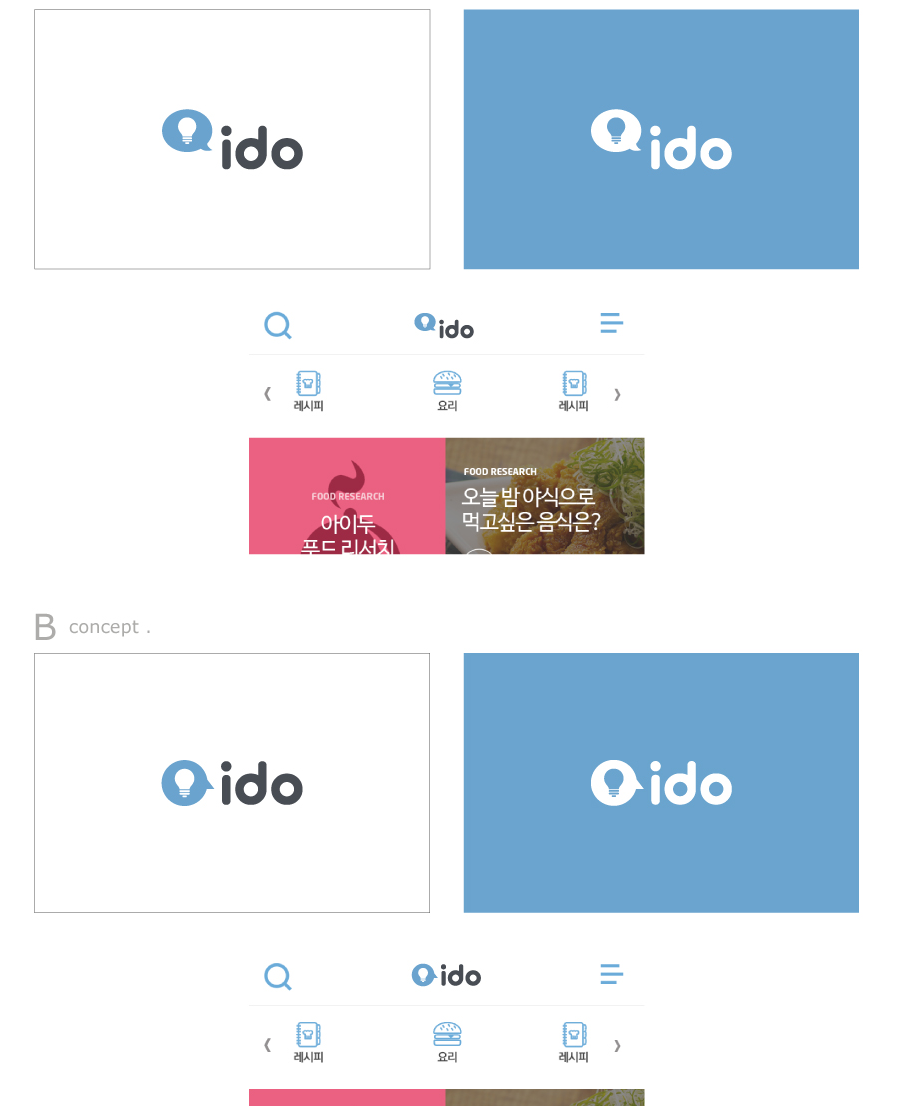 ido
ido
ido
레시피
요리
레시피
FOOD RESEARCH
아이두
푸드 리서치
FOOD RESEARCH
오늘 밤 야식으로
먹고싶은 음식은?
B concept .
ido
ido
ido
레시피
요리
레시피